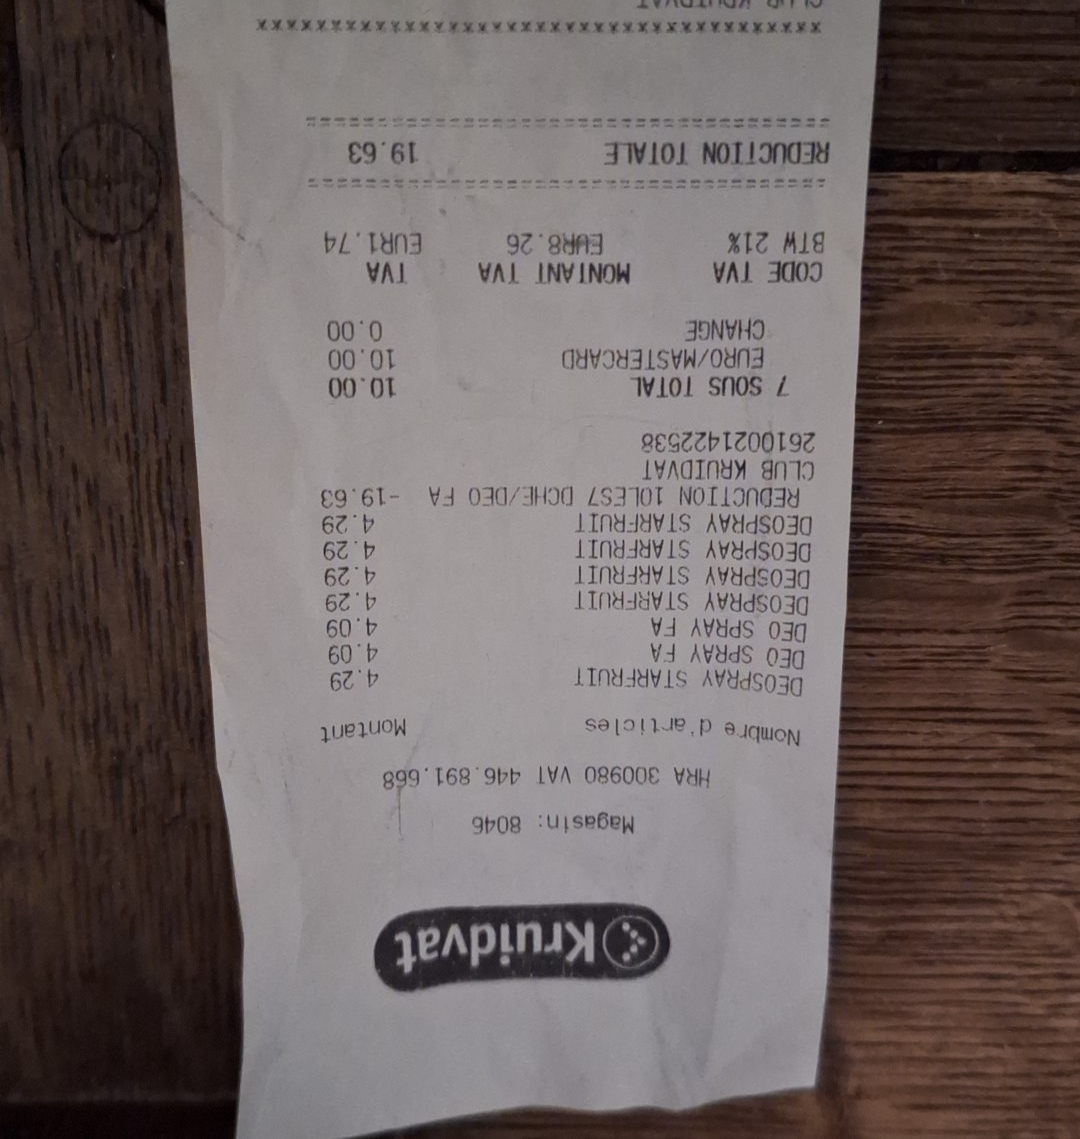 Kruidvat
Magasin: 8046
HRA 300980 VAT 446.891.668
Nombre d'articles Montant
DEOSPRAY STARFRUIT 4.29
DEO SPRAY FA 4.09
DEO SPRAY FA 4.09
DEOSPRAY STARFRUIT 4.29
DEOSPRAY STARFRUIT 4.29
DEOSPRAY STARFRUIT 4.29
DEOSPRAY STARFRUIT 4.29
REDUCTION 10LES7 DCHE/DEO FA -19.63
CLUB KRUIDVAT
2610021422538
7 SOUS TOTAL 10.00
EURO/MASTERCARD 10.00
CHANGE 0.00
CODE TVA MONTANT TVA TVA
BTW 21% EUR8.26 EUR1.74
================================
REDUCTION TOTALE 19.63
================================
****************************************
CLUB KRUIDVAT